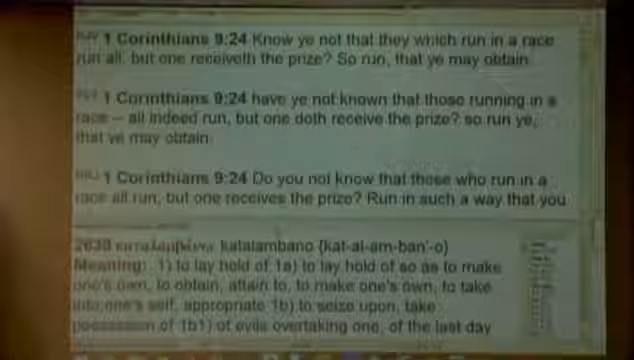 KJV 1 Corinthians 9:24 Know ye not that they which run in a race
run all, but one receiveth the prize? So run, that ye may obtain.
1 Corinthians 9:24 have ye not known that those running in a
race -- all indeed run, but one doth receive the prize? so run ye,
that ye may obtain.
1 Corinthians 9:24 Do you not know that those who run in a
race all run, but one receives the prize? Run in such a way that you
2638 καταλαμβάνω katalambano {kat-al-am-ban'-o}
Meaning: 1) to lay hold of 1a) to lay hold of so as to make
one's own, to obtain, attain to, to make one's own, to take
into one's self, appropriate 1b) to seize upon, take
possession of 1b1) of evils overtaking one, of the last day